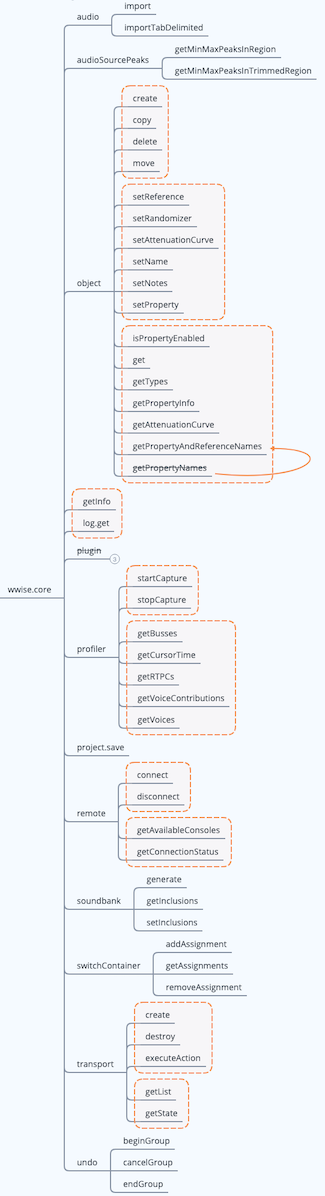 wwise.core
audio
import
importTabDelimited
audioSourcePeaks
getMinMaxPeaksInRegion
getMinMaxPeaksInTrimmedRegion
object
create
copy
delete
move
setReference
setRandomizer
setAttenuationCurve
setName
setNotes
setProperty
isPropertyEnabled
get
getTypes
getPropertyInfo
getAttenuationCurve
getPropertyAndReferenceNames
getPropertyNames
getInfo
log.get
plugin
3
profiler
startCapture
stopCapture
getBusses
getCursorTime
getRTPCs
getVoiceContributions
getVoices
project.save
remote
connect
disconnect
getAvailableConsoles
getConnectionStatus
soundbank
generate
getInclusions
setInclusions
switchContainer
addAssignment
getAssignments
removeAssignment
transport
create
destroy
executeAction
getList
getState
undo
beginGroup
cancelGroup
endGroup